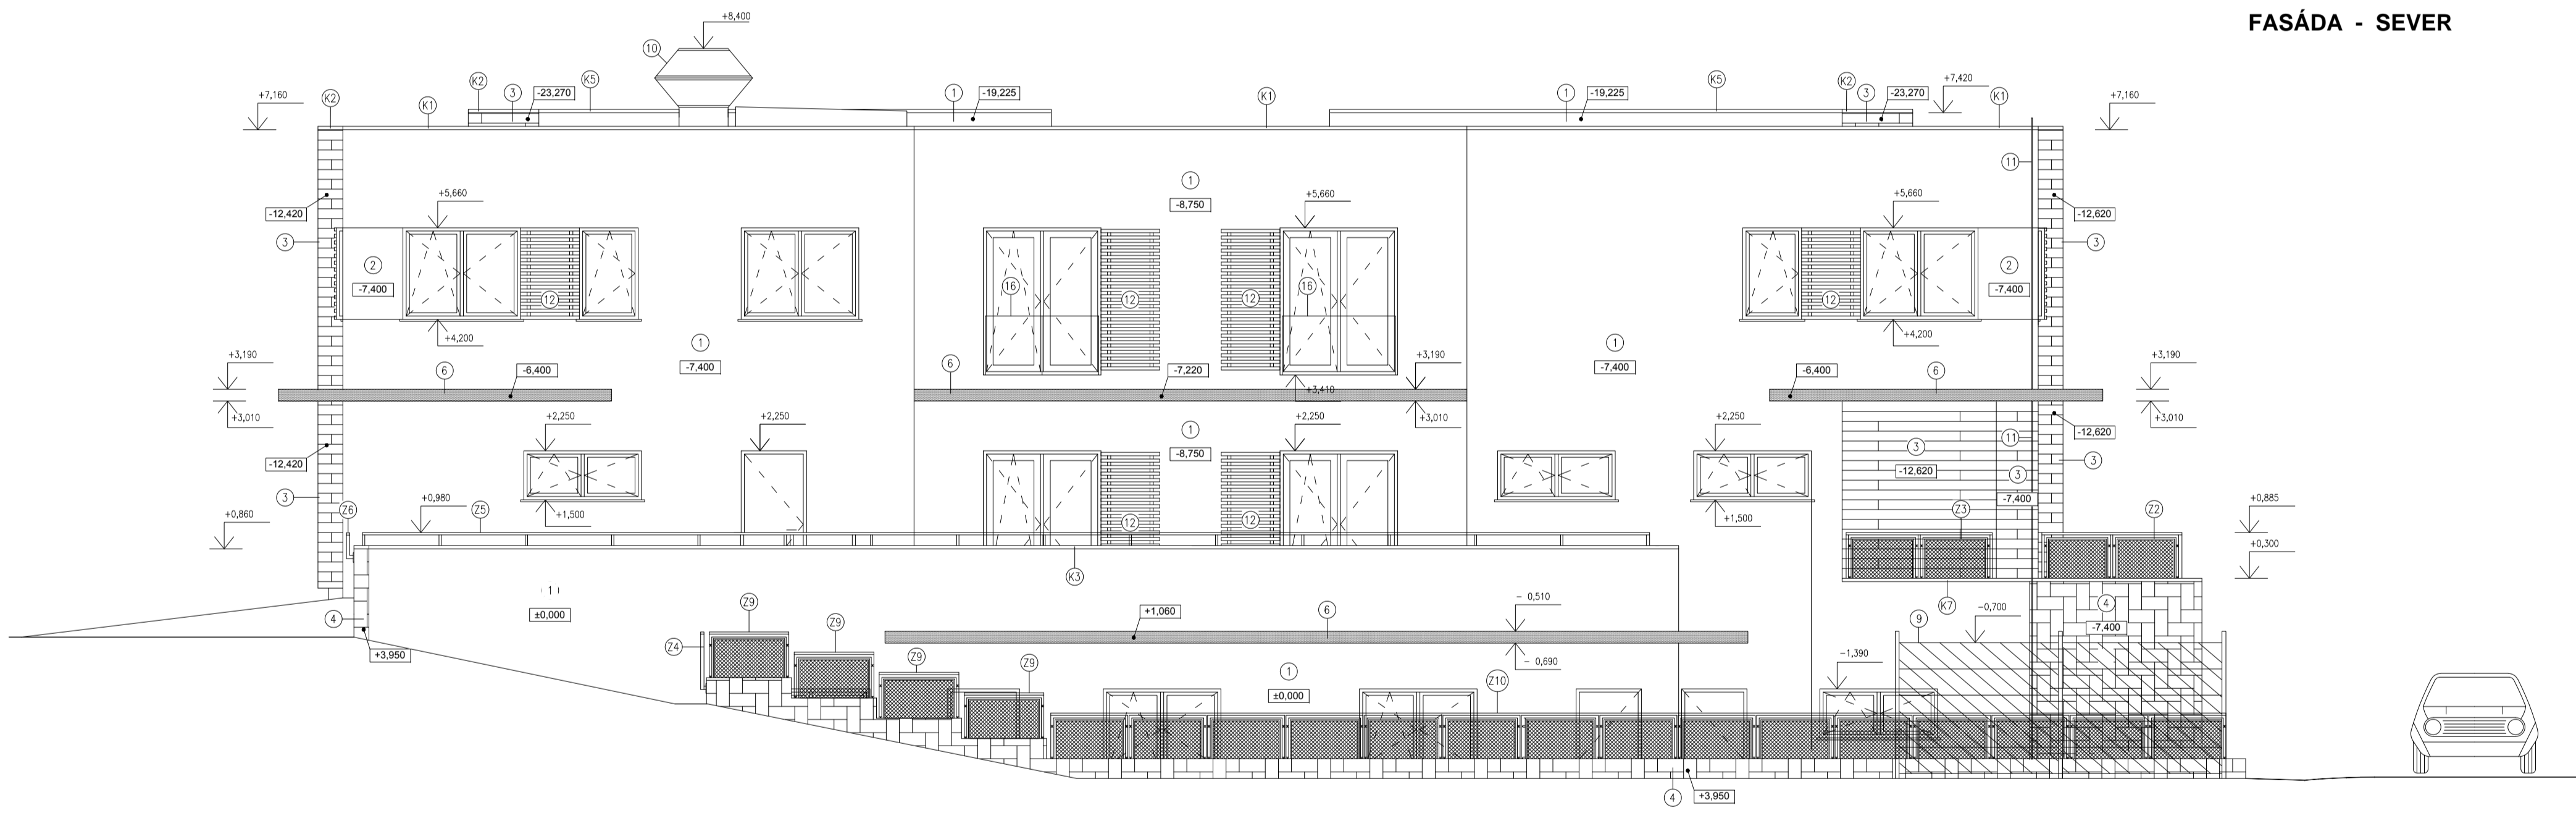 FASÁDA - SEVER
+8,400
10
K2 3 -23,270 K5 1 -19,225 1 -19,225 K5 K2 3 -23,270 +7,420
+7,160 K2 K1 K1 K1 +7,160
11
1
-8,750
+5,660 +5,660 +5,660
-12,420 -12,620
3 3
2 2
-7,400 -7,400
16 16
12 12 12 12
+4,200 +4,200
1 1
-7,400 -7,400
+3,190 +3,190 +3,190
6 -6,400 6 -7,220 -6,400 6
+3,410
+3,010 +3,010 +3,010
+2,250 +2,250 +2,250 +2,250
1
-8,750
-12,620
11
3
-12,420 3
-12,620 3
3 -7,400
+0,980 +0,885
Z6 Z5 Z3 Z2
+0,860 +1,500 12 12 +1,500
+0,300
K3
1
±0,000
Z9 K7 4
+1,060 6 - 0,510 -0,700
4 9
-7,400
Z9
Z4
+3,950 Z9 Z9 - 0,690 -1,390
1
Z10
±0,000
4 +3,950